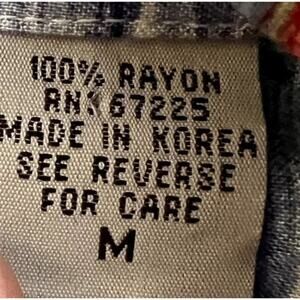 100% RAYON
RN 67225
MADE IN KOREA
SEE REVERSE
FOR CARE
M